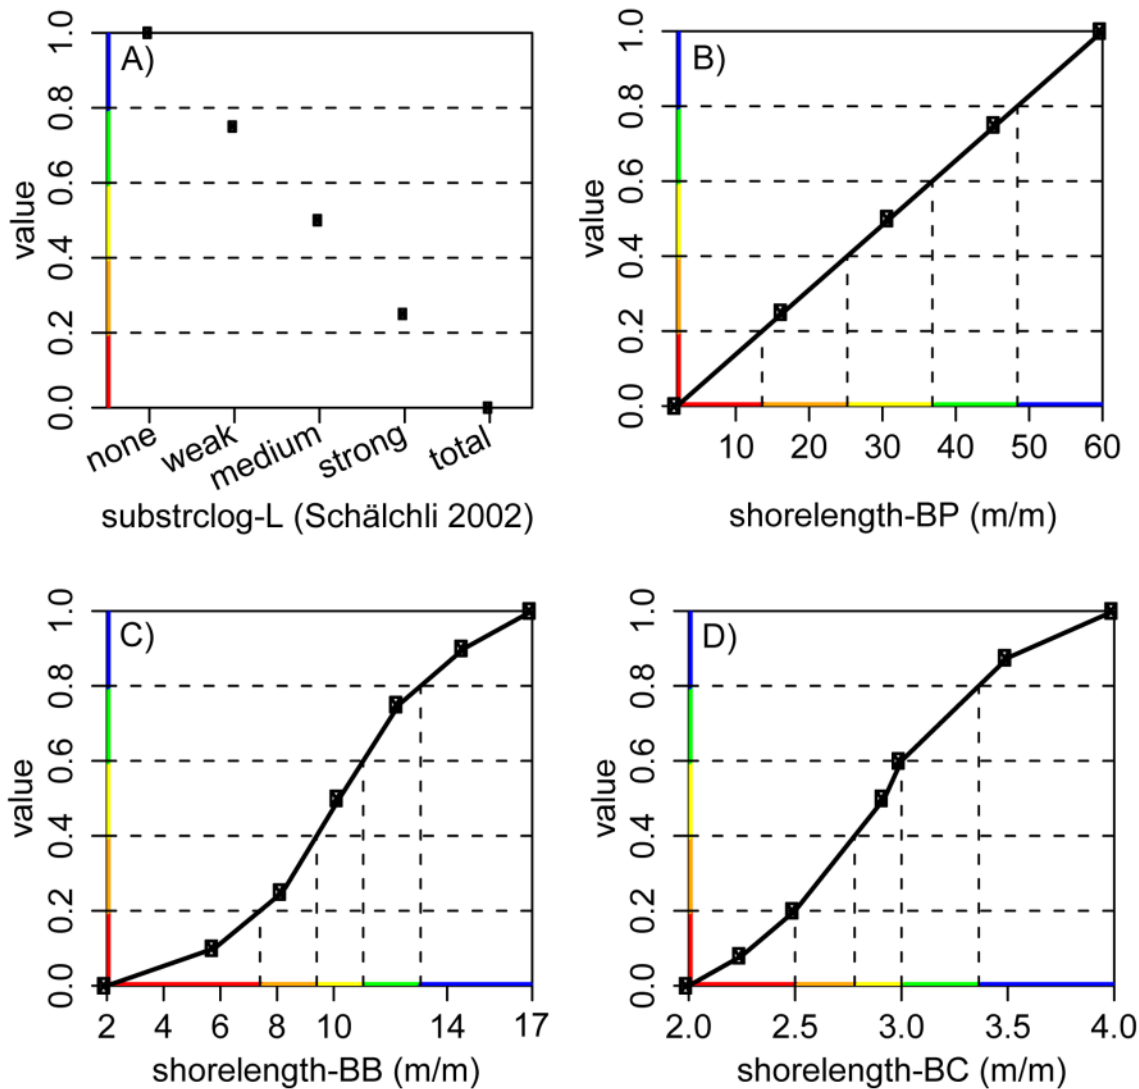 A)
value
1.0
0.8
0.6
0.4
0.2
0.0
none weak medium strong total
substrclog-L (Schälchli 2002)
B)
value
1.0
0.8
0.6
0.4
0.2
0.0
10 20 30 40 50 60
shorelength-BP (m/m)
C)
value
1.0
0.8
0.6
0.4
0.2
0.0
2 4 6 8 10 14 17
shorelength-BB (m/m)
D)
value
1.0
0.8
0.6
0.4
0.2
0.0
2.0 2.5 3.0 3.5 4.0
shorelength-BC (m/m)